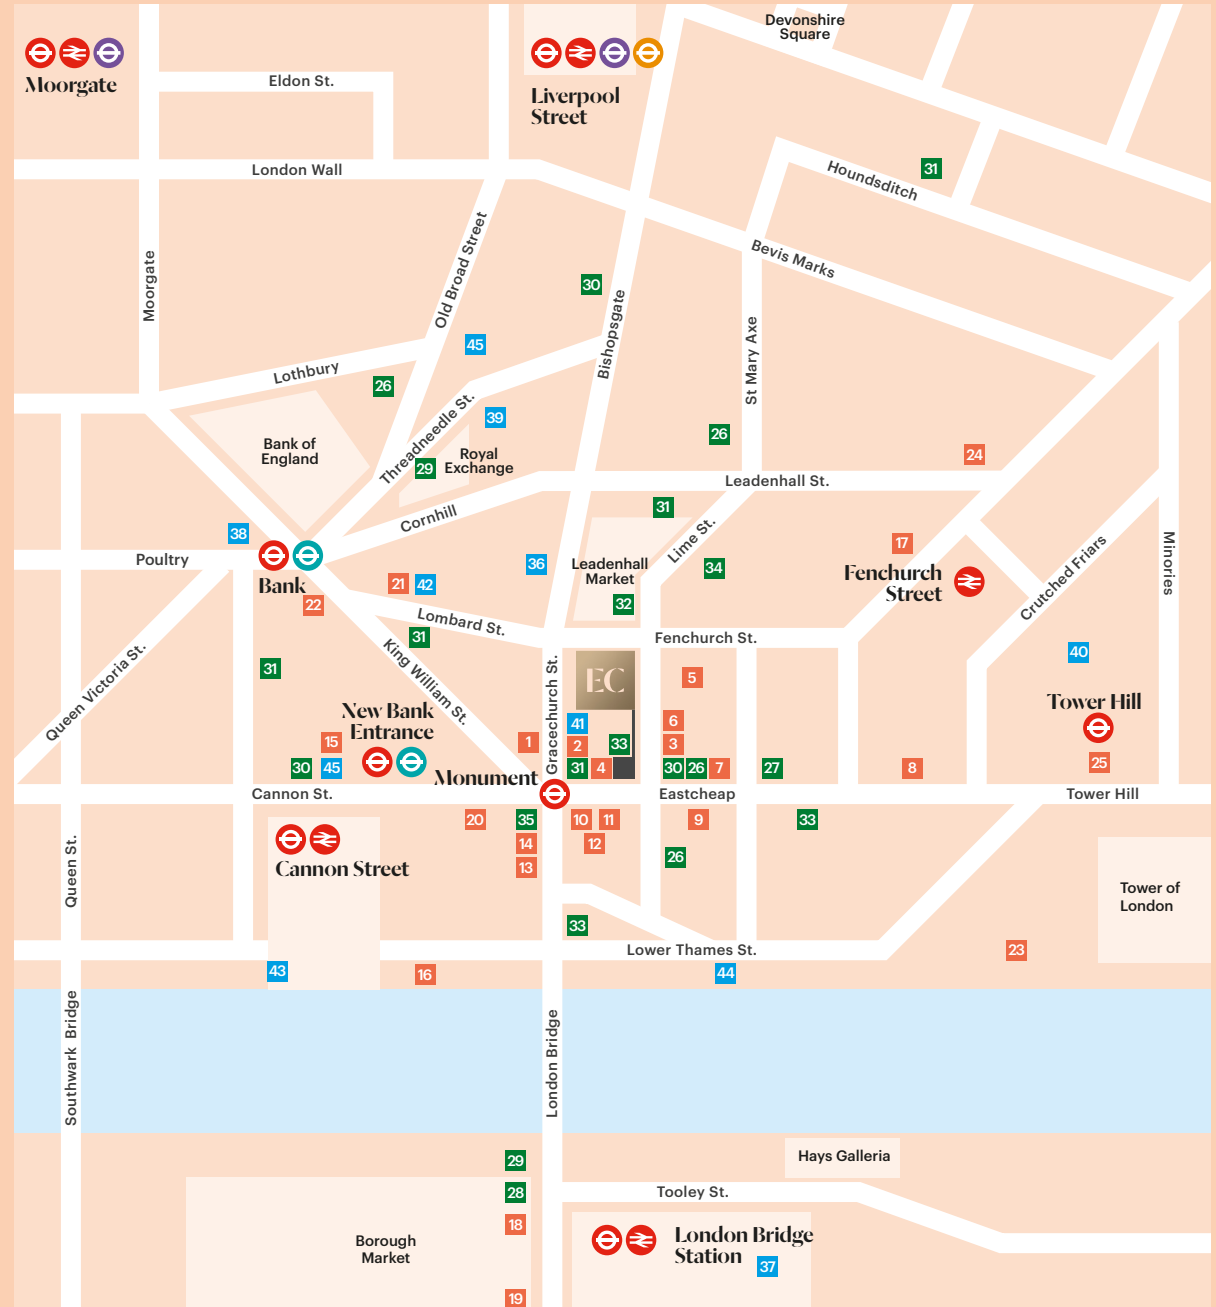 Devonshire
Square
Moorgate
Eldon St.
Liverpool
Street
London Wall
31
Houndsditch
Moorgate
Old Broad Street
Bevis Marks
30
Bishopsgate
St Mary Axe
45
Lothbury
26
39
Threadneedle St.
Bank of
England
29
Royal
Exchange
26
24
Leadenhall St.
Cornhill
31
38
Lime St.
17
Poultry
36
Leadenhall
Market
34
Fenchurch
Street
Crutched Friars
Minories
Bank
21
42
22
32
Lombard St.
31
Fenchurch St.
King William St.
Queen Victoria St.
31
Gracechurch St.
EC
5
40
New Bank
Entrance
Tower Hill
41
6
15
1
2
33
3
25
30
45
Monument
31
4
30
26
7
27
8
Cannon St.
Eastcheap
Tower Hill
20
35
10
11
9
33
14
12
Cannon Street
13
26
Queen St.
Tower of
London
33
Lower Thames St.
23
43
16
44
Southwark Bridge
London Bridge
29
Hays Galleria
28
Tooley St.
18
Borough
Market
London Bridge
Station
37
19